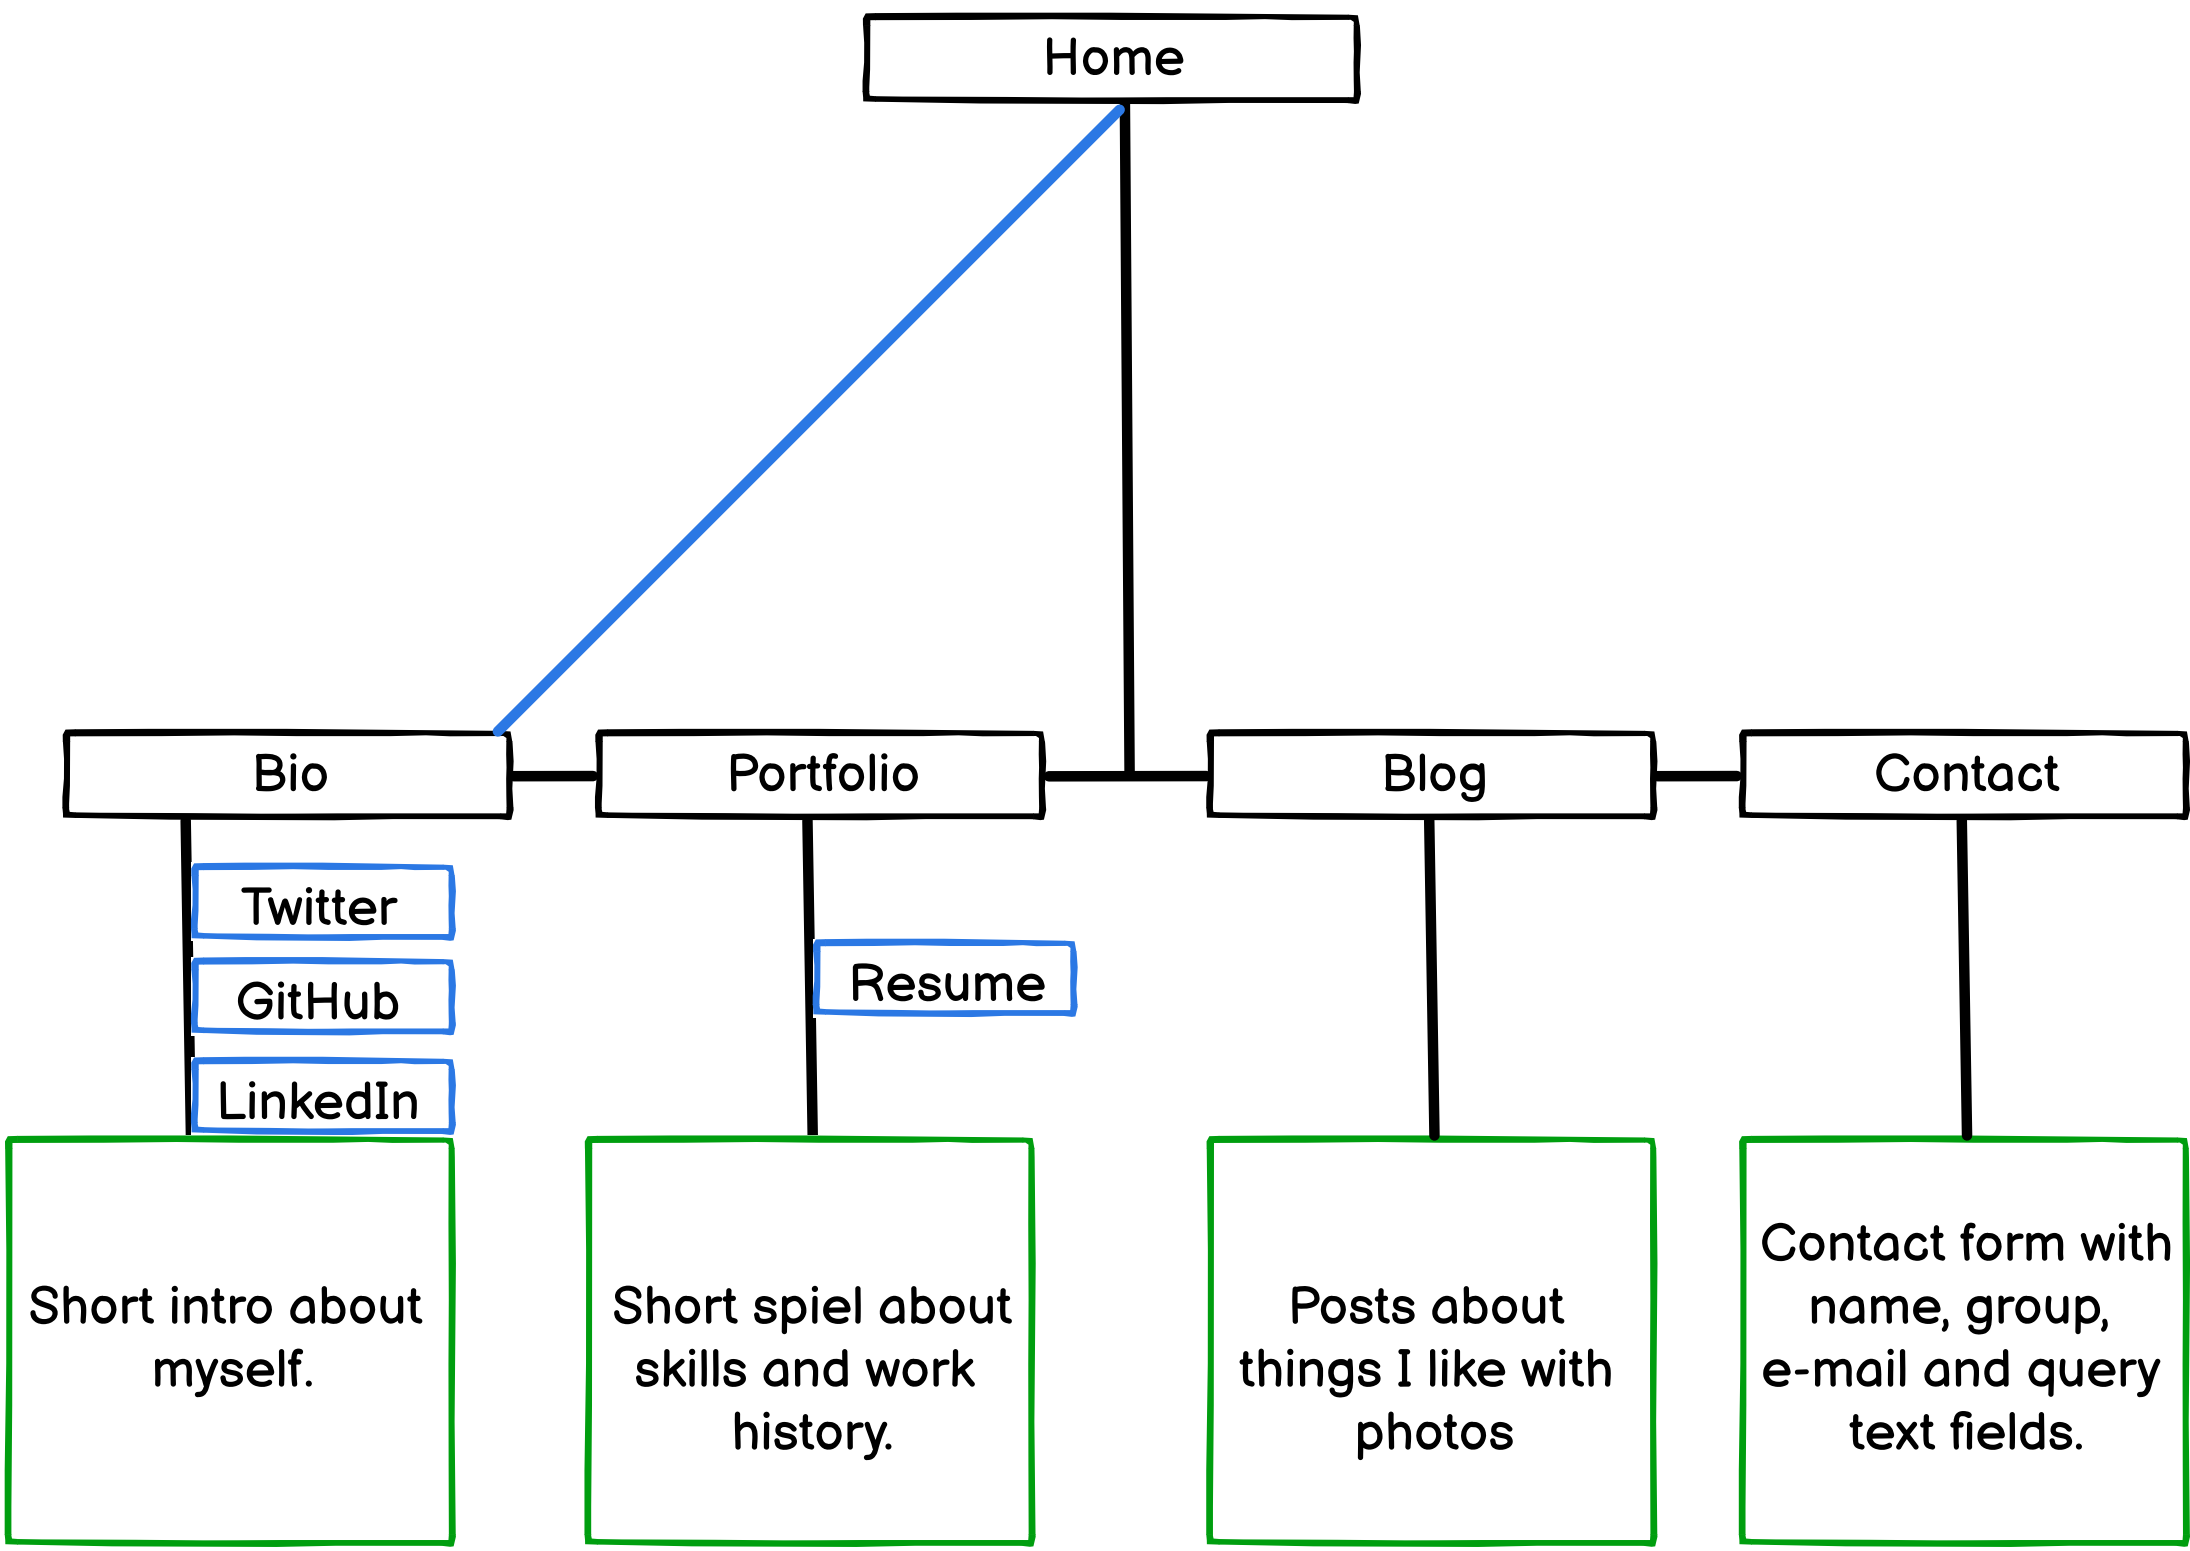 Home
Bio
Portfolio
Blog
Contact
Twitter
GitHub
LinkedIn
Resume
Short intro about
myself.
Short spiel about
skills and work
history.
Posts about
things I like with
photos
Contact form with
name, group,
e-mail and query
text fields.